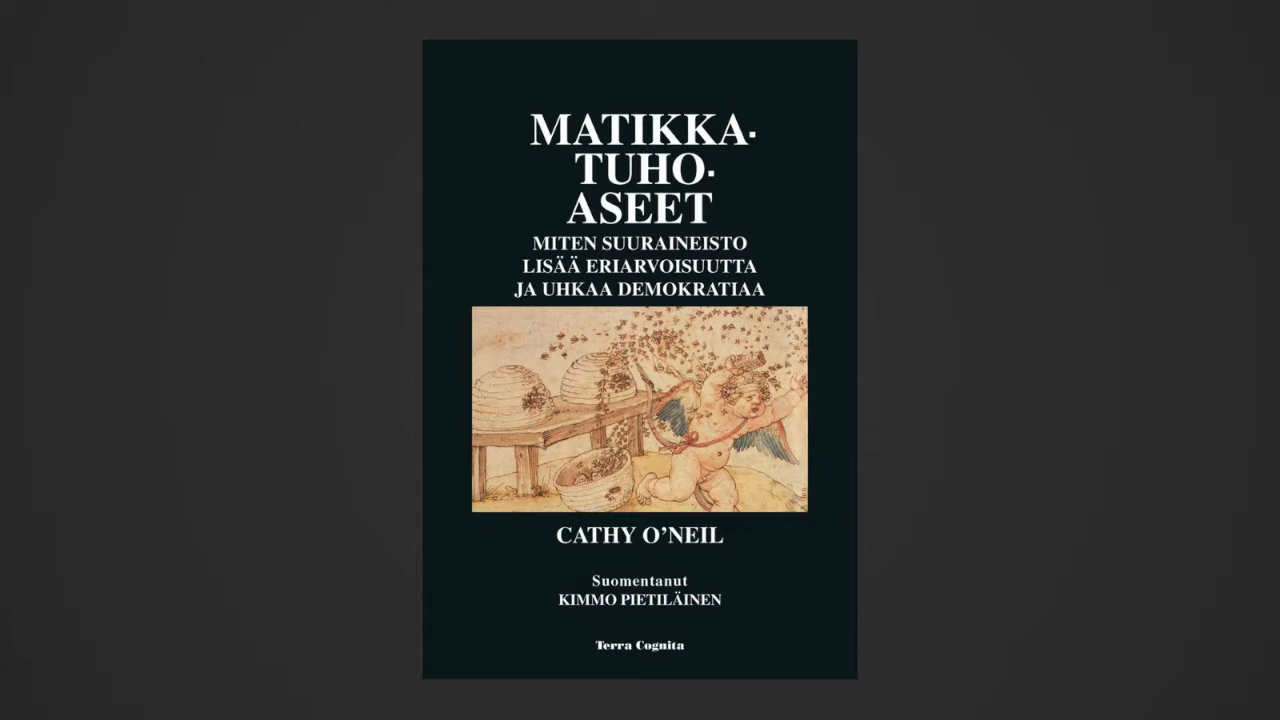 MATIKKA-
TUHO-
ASEET
MITEN SUURAINEISTO
LISÄÄ ERIARVOISUUTTA
JA UHKAA DEMOKRATIAA
CATHY O’NEIL
Suomentanut
KIMMO PIETILÄINEN
Terra Cognita